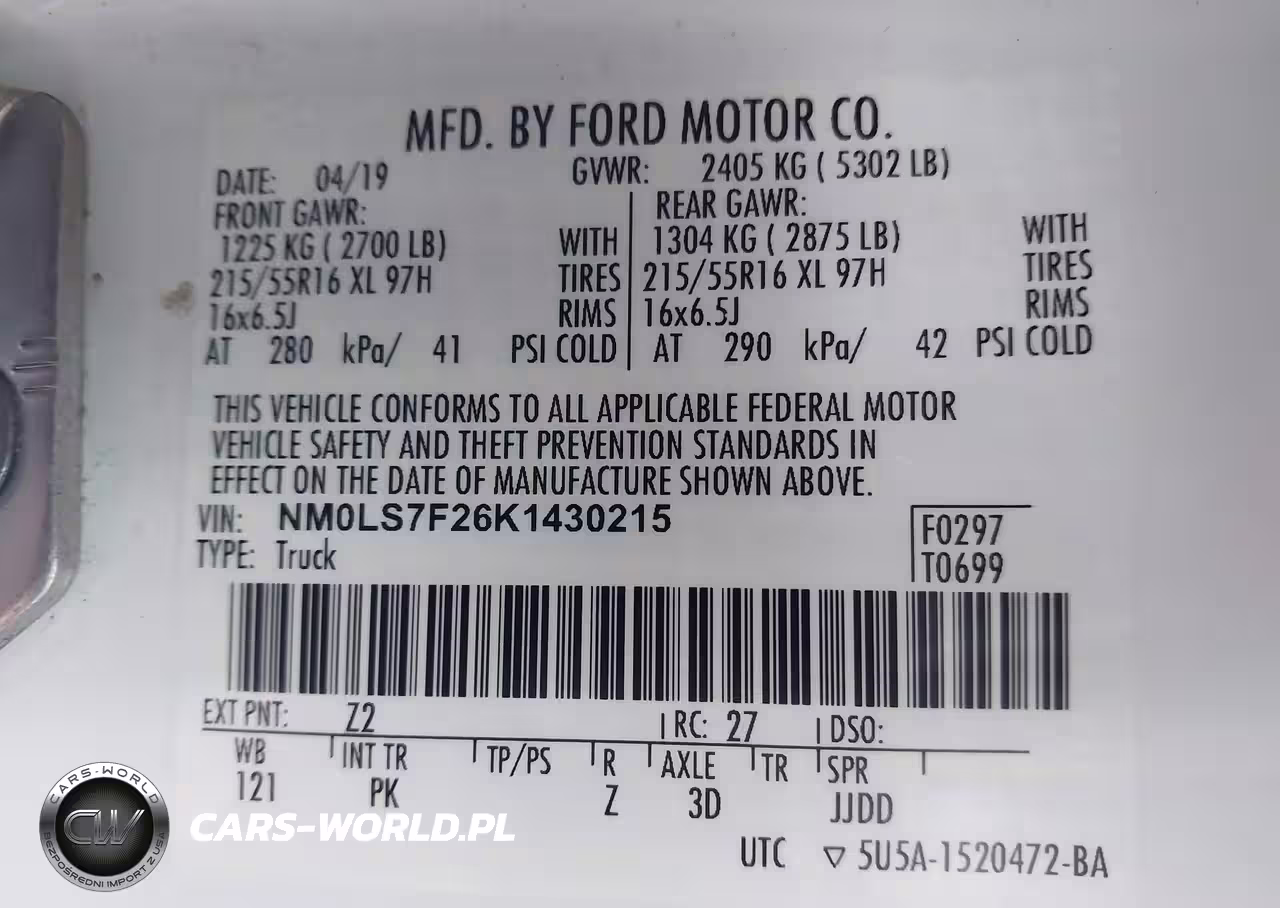 MFD. BY FORD MOTOR CO.
DATE: 04/19 GVWR: 2405 KG ( 5302 LB)
FRONT GAWR: REAR GAWR:
1225 KG ( 2700 LB) WITH 1304 KG ( 2875 LB) WITH
215/55R16 XL 97H TIRES 215/55R16 XL 97H TIRES
16x6.5J RIMS 16x6.5J RIMS
AT 280 kPa/ 41 PSI COLD AT 290 kPa/ 42 PSI COLD
THIS VEHICLE CONFORMS TO ALL APPLICABLE FEDERAL MOTOR
VEHICLE SAFETY AND THEFT PREVENTION STANDARDS IN
EFFECT ON THE DATE OF MANUFACTURE SHOWN ABOVE.
VIN: NM0LS7F26K1430215 F0297
TYPE: Truck T0699
EXT PNT: Z2 RC: 27 DSO:
WB INT TR TP/PS R AXLE TR SPR
121 PK Z 3D JJDD
UTC ▽ 5U5A-1520472-BA
CARS-WORLD
CW
BEZPOŚREDNI IMPORT Z USA
CARS-WORLD.PL